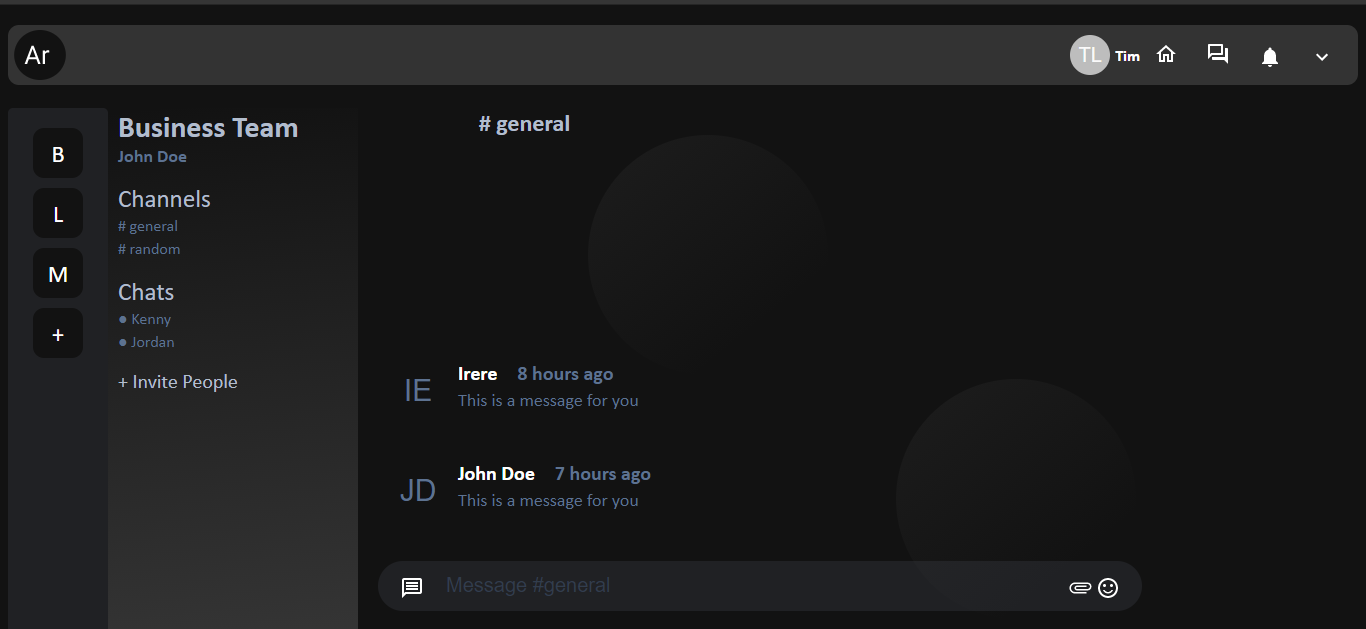 Ar
TL Tim
B
L
M
+
Business Team
John Doe
Channels
# general
# random
Chats
● Kenny
● Jordan
+ Invite People
# general
IE
Irere 8 hours ago
This is a message for you
JD
John Doe 7 hours ago
This is a message for you
Message #general